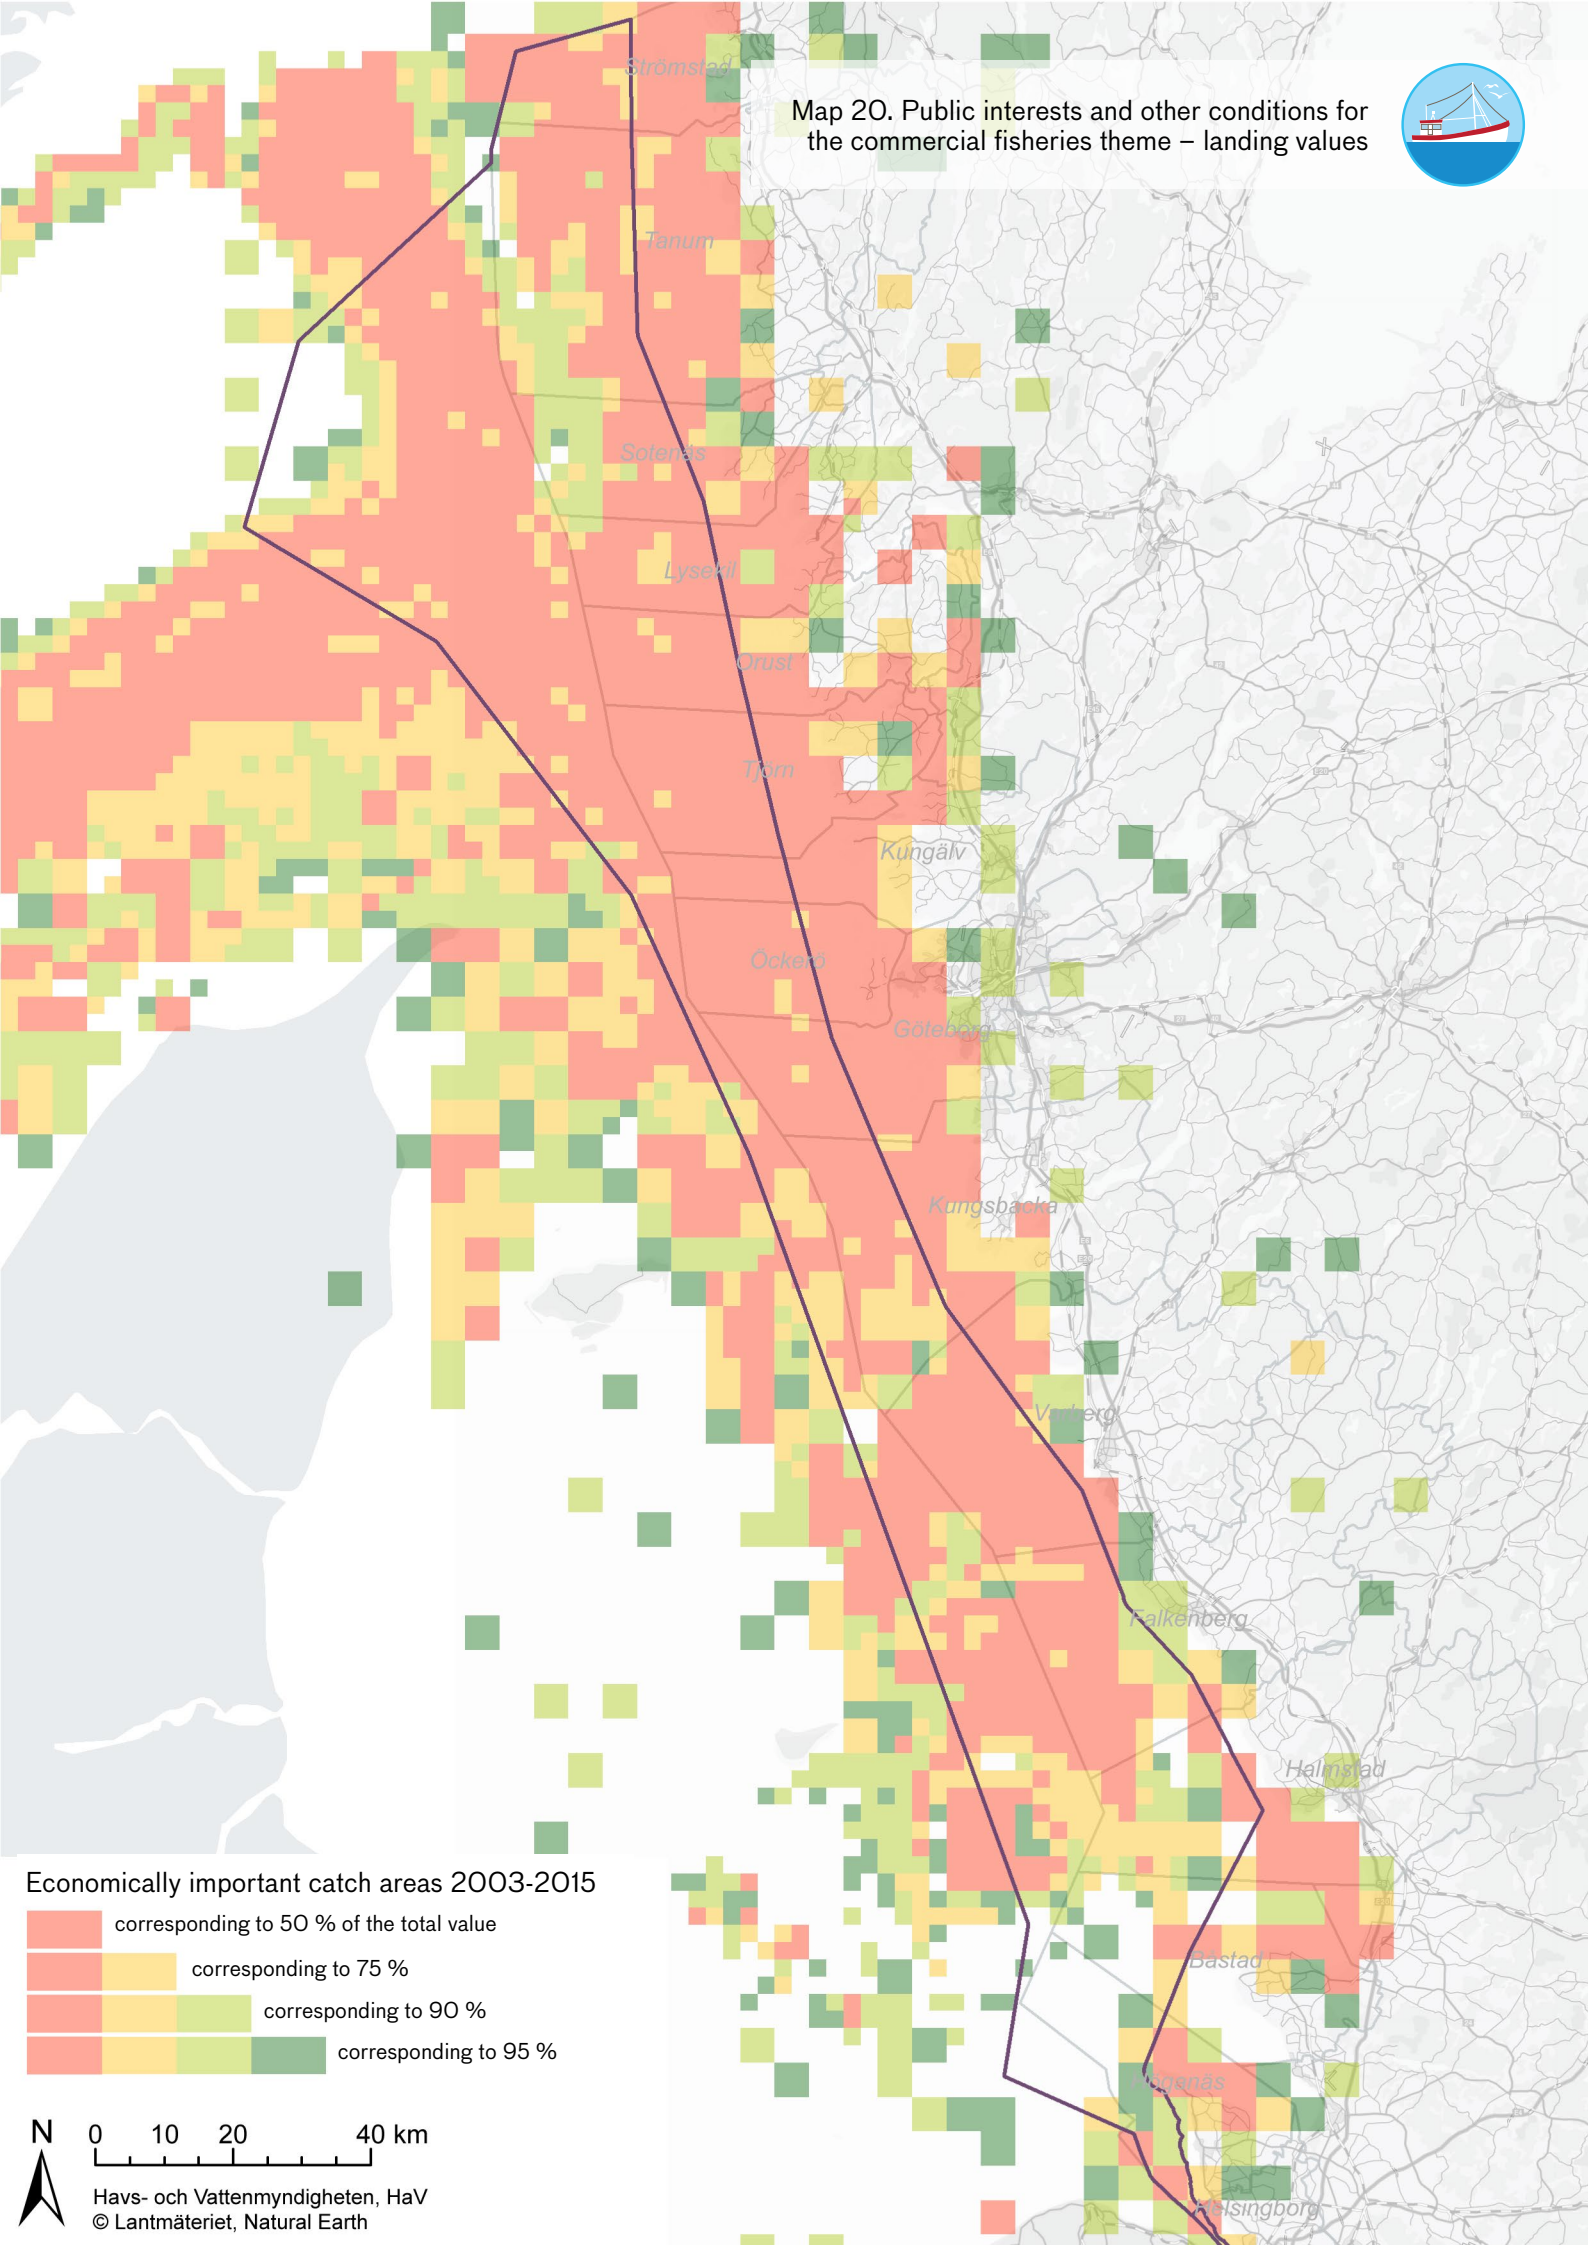 Map 20. Public interests and other conditions for
the commercial fisheries theme – landing values
Strömstad
Tanum
Sotenäs
Lysekil
Orust
Tjörn
Kungälv
Öckerö
Göteborg
Kungsbacka
Varberg
Falkenberg
Halmstad
Båstad
Höganäs
Helsingborg
Economically important catch areas 2003-2015
corresponding to 50 % of the total value
corresponding to 75 %
corresponding to 90 %
corresponding to 95 %
N 0 10 20 40 km
Havs- och Vattenmyndigheten, HaV
© Lantmäteriet, Natural Earth